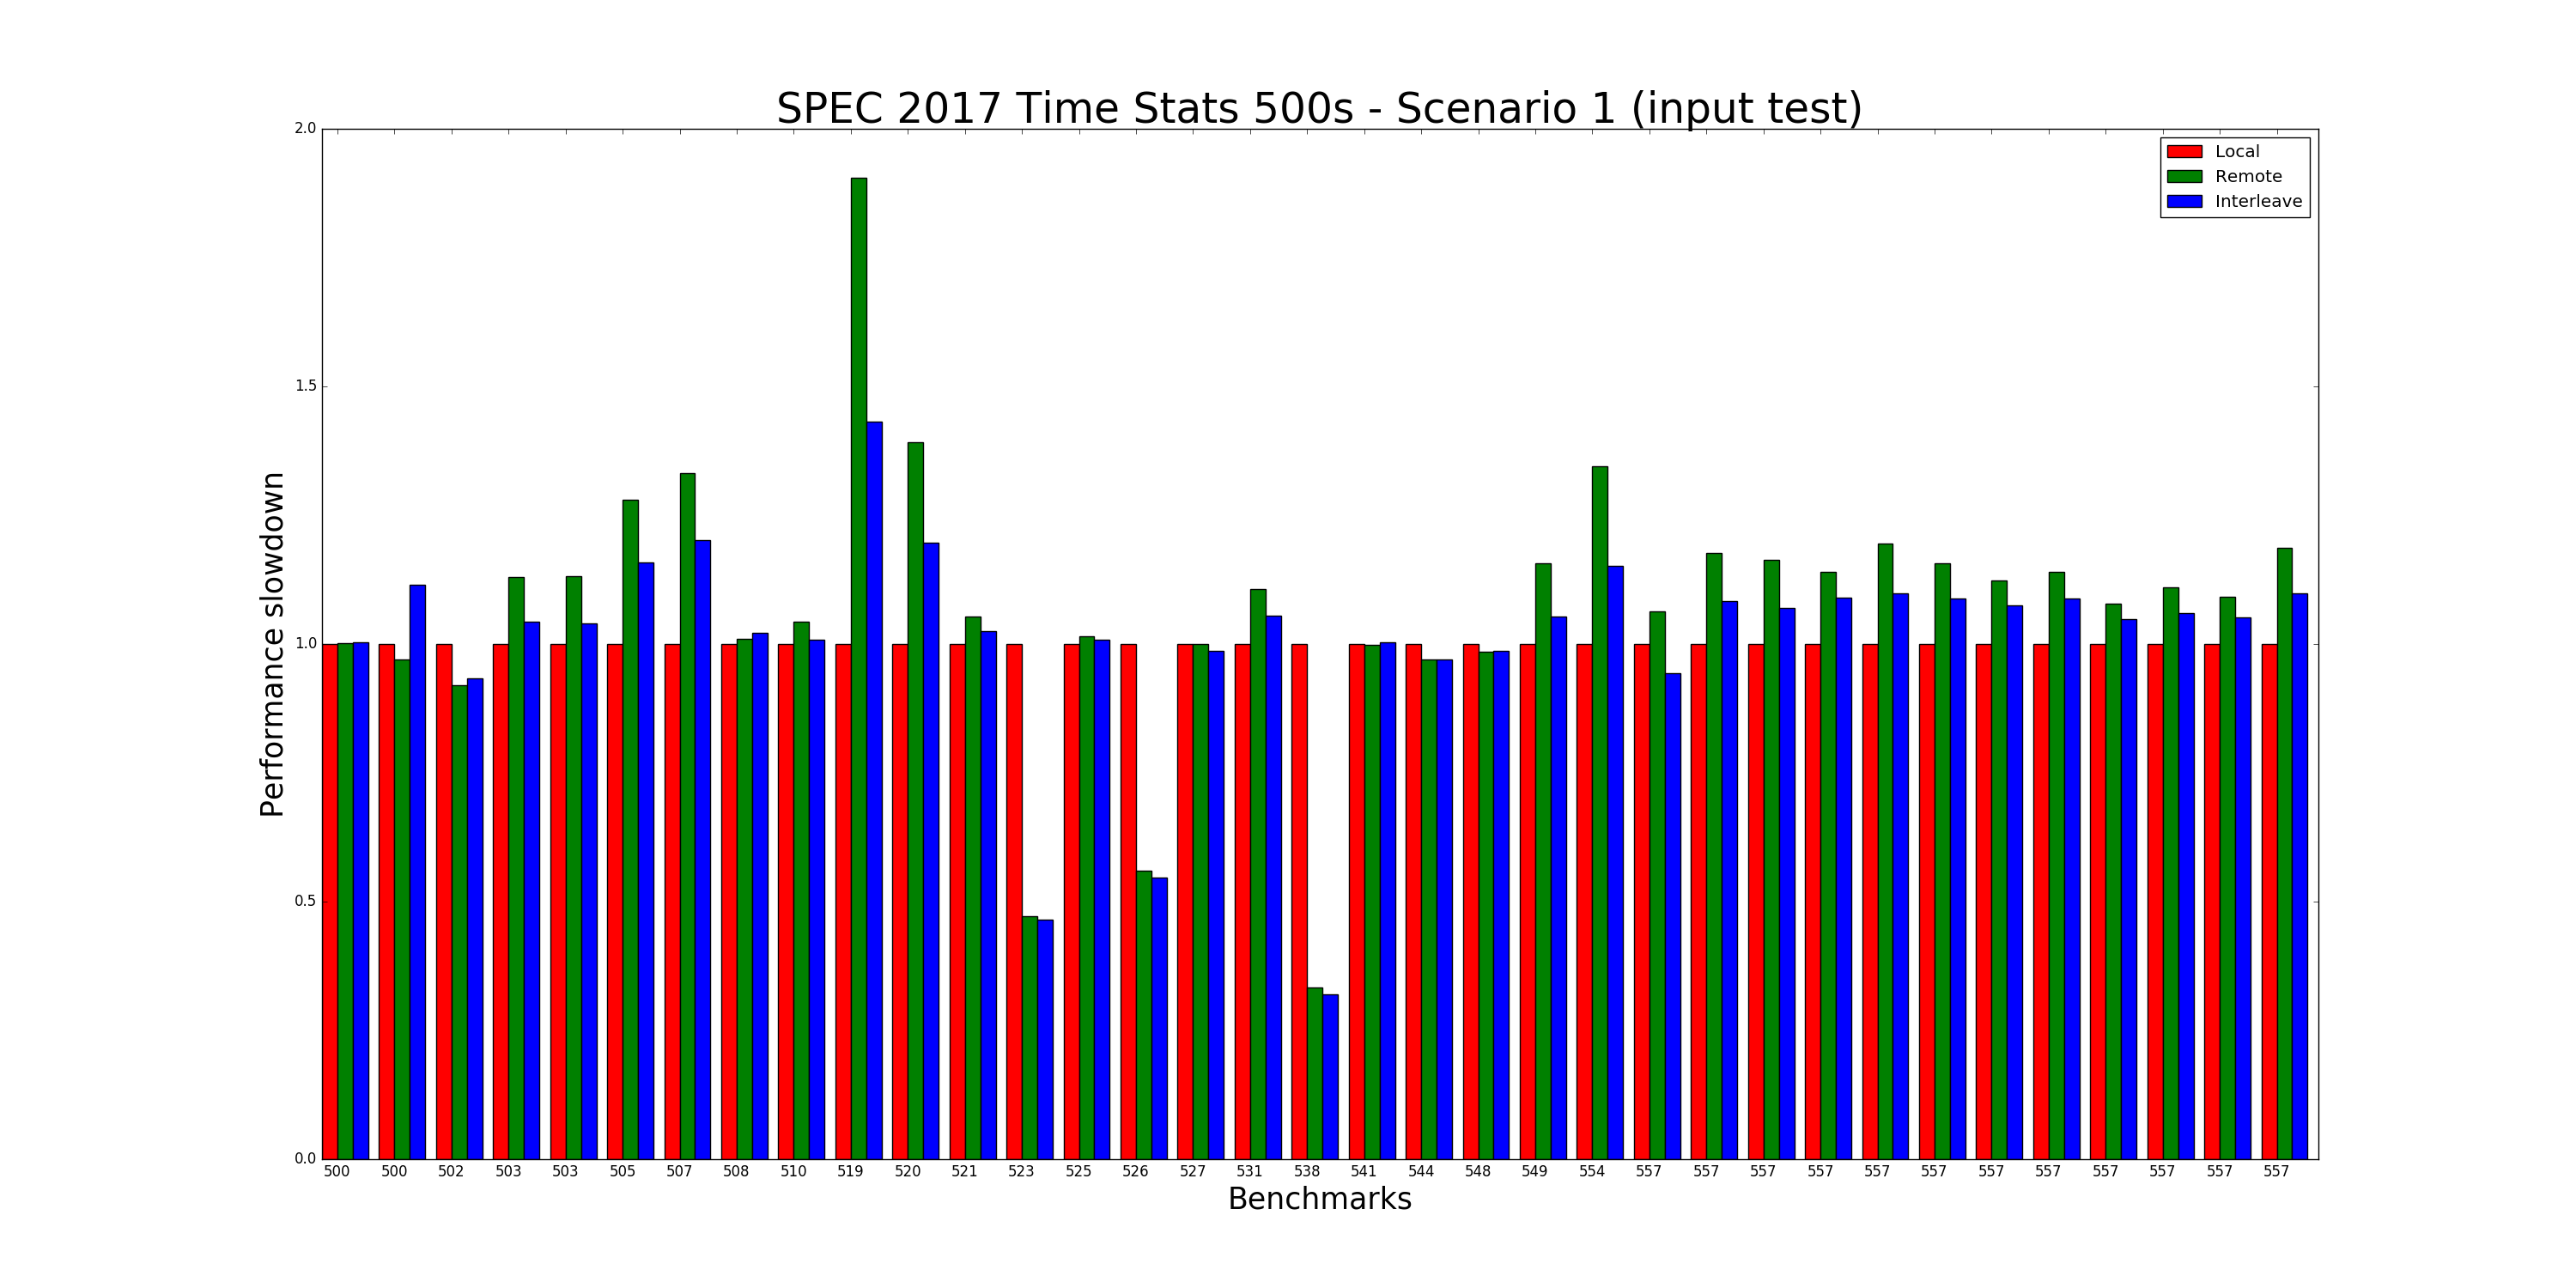 SPEC 2017 Time Stats 500s - Scenario 1 (input test)
2.0
1.5
1.0
0.5
0.0
Performance slowdown
Local
Remote
Interleave
500 500 502 503 503 505 507 508 510 519 520 521 523 525 526 527 531 538 541 544 548 549 554 557 557 557 557 557 557 557 557 557 557 557 557
Benchmarks